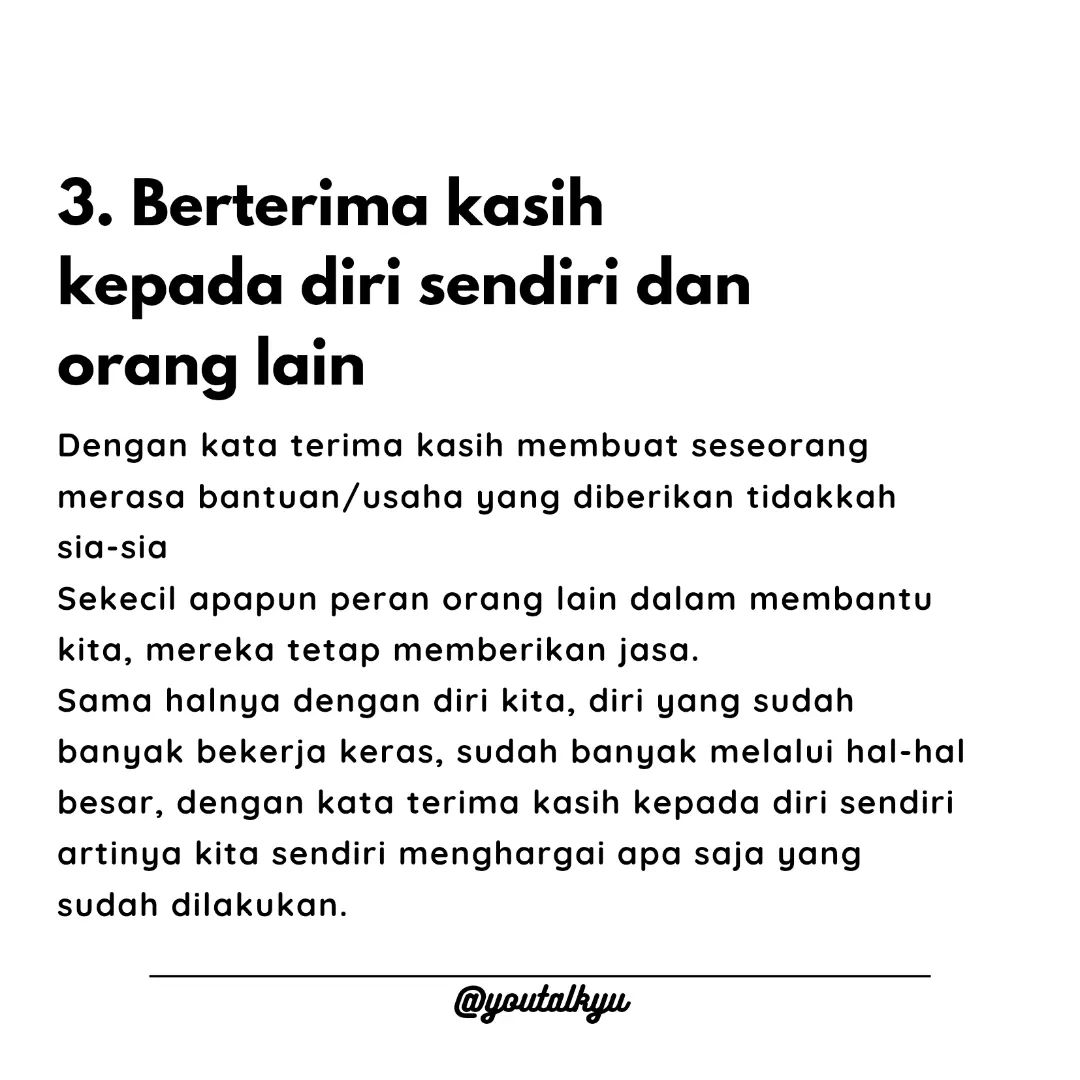 3. Berterima kasih
kepada diri sendiri dan
orang lain
Dengan kata terima kasih membuat seseorang
merasa bantuan/usaha yang diberikan tidakkah
sia-sia
Sekecil apapun peran orang lain dalam membantu
kita, mereka tetap memberikan jasa.
Sama halnya dengan diri kita, diri yang sudah
banyak bekerja keras, sudah banyak melalui hal-hal
besar, dengan kata terima kasih kepada diri sendiri
artinya kita sendiri menghargai apa saja yang
sudah dilakukan.
@youtalkyu